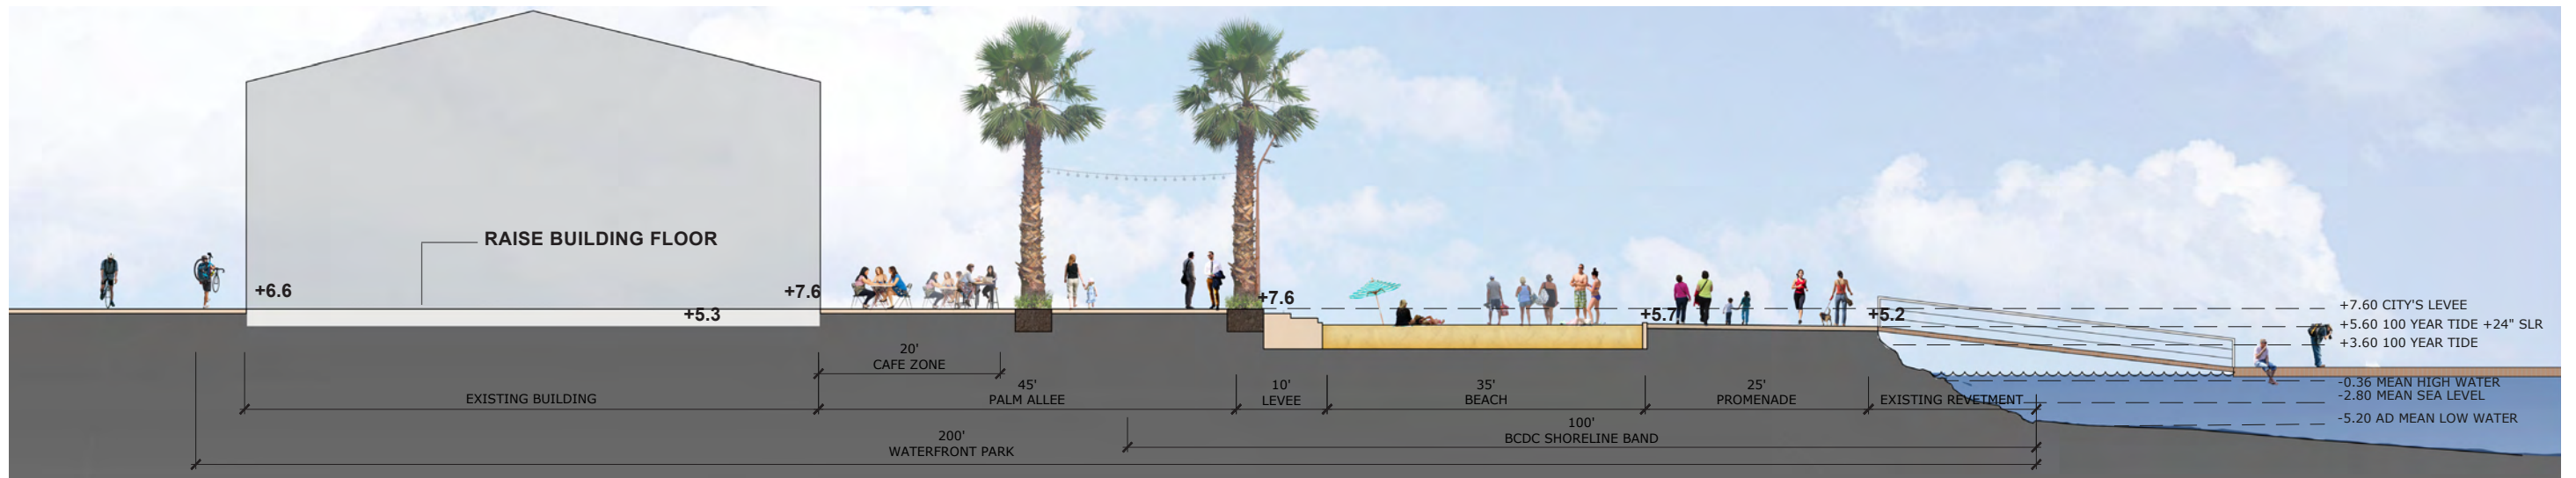 RAISE BUILDING FLOOR
+6.6
+7.6
+5.3
+7.6
+5.7
+5.2
+7.60 CITY'S LEVEE
+5.60 100 YEAR TIDE +24" SLR
+3.60 100 YEAR TIDE
-0.36 MEAN HIGH WATER
-2.80 MEAN SEA LEVEL
-5.20 AD MEAN LOW WATER
20'
CAFE ZONE
EXISTING BUILDING
45'
PALM ALLEE
10'
LEVEE
35'
BEACH
25'
PROMENADE
EXISTING REVETMENT
100'
BCDC SHORELINE BAND
200'
WATERFRONT PARK